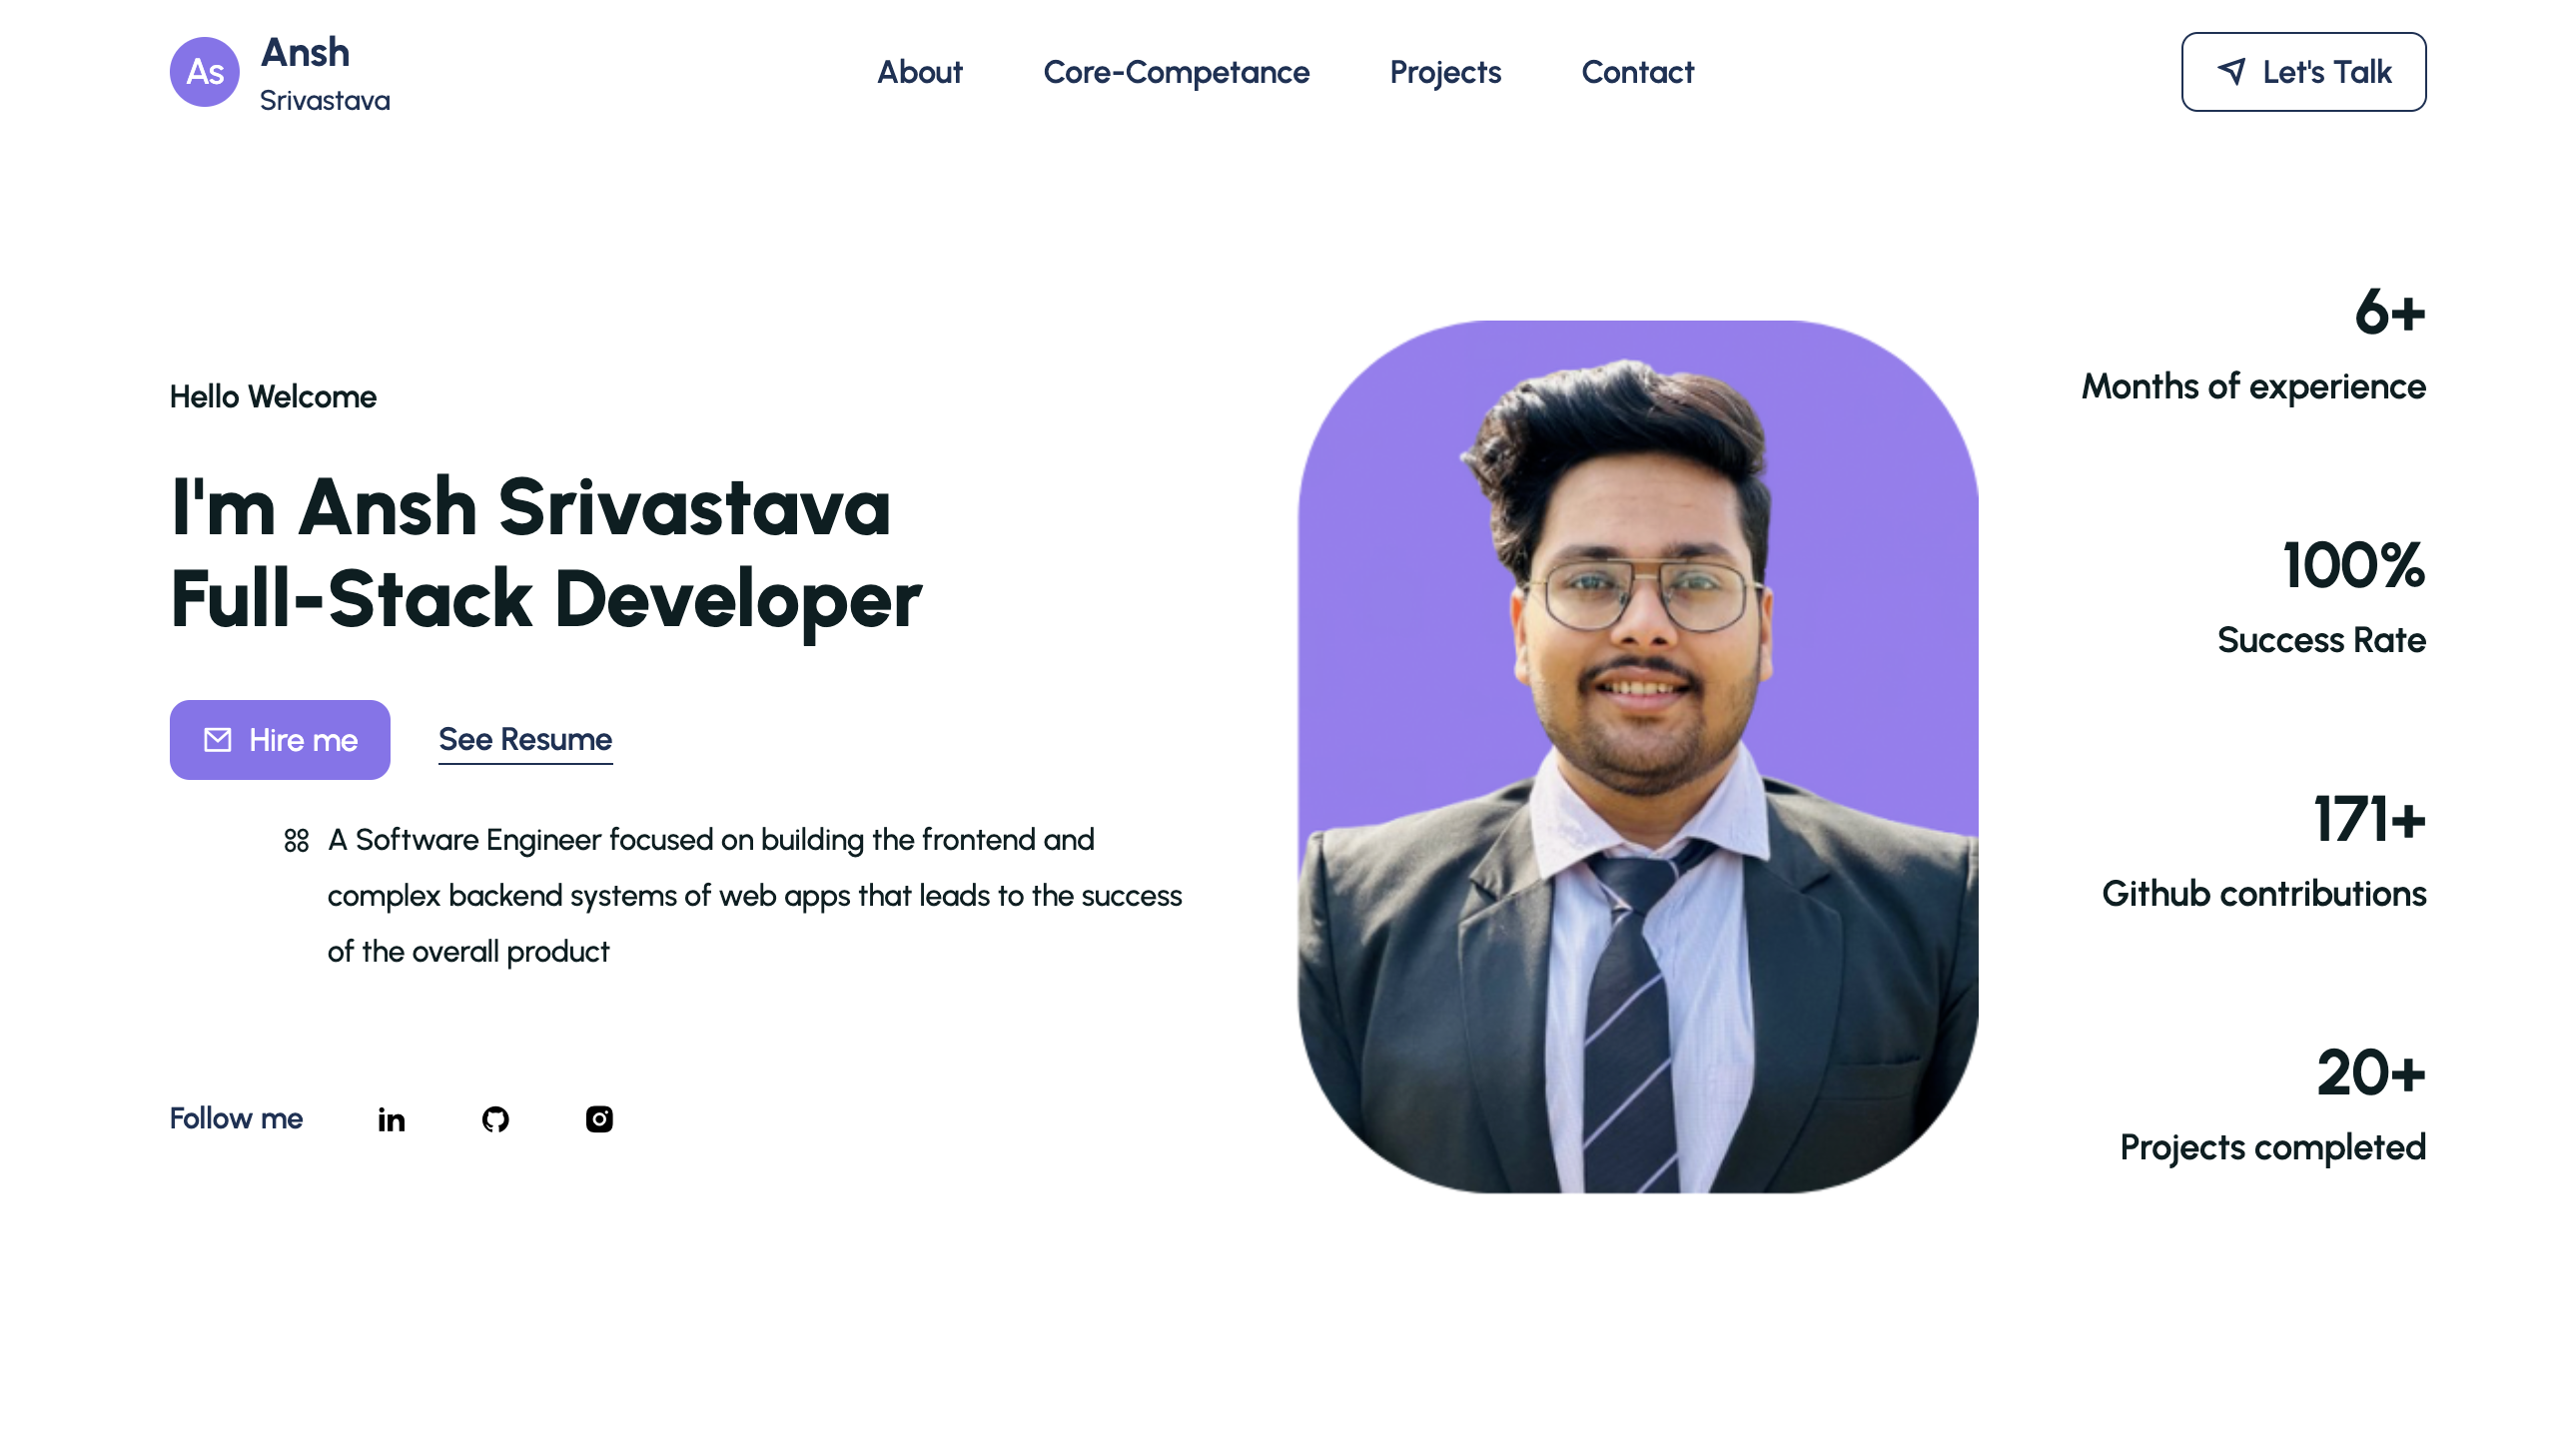 As
Ansh
Srivastava
About
Core-Competance
Projects
Contact
Let's Talk
Hello Welcome
I'm Ansh Srivastava
Full-Stack Developer
Hire me
See Resume
A Software Engineer focused on building the frontend and
complex backend systems of web apps that leads to the success
of the overall product
Follow me
in
6+
Months of experience
100%
Success Rate
171+
Github contributions
20+
Projects completed